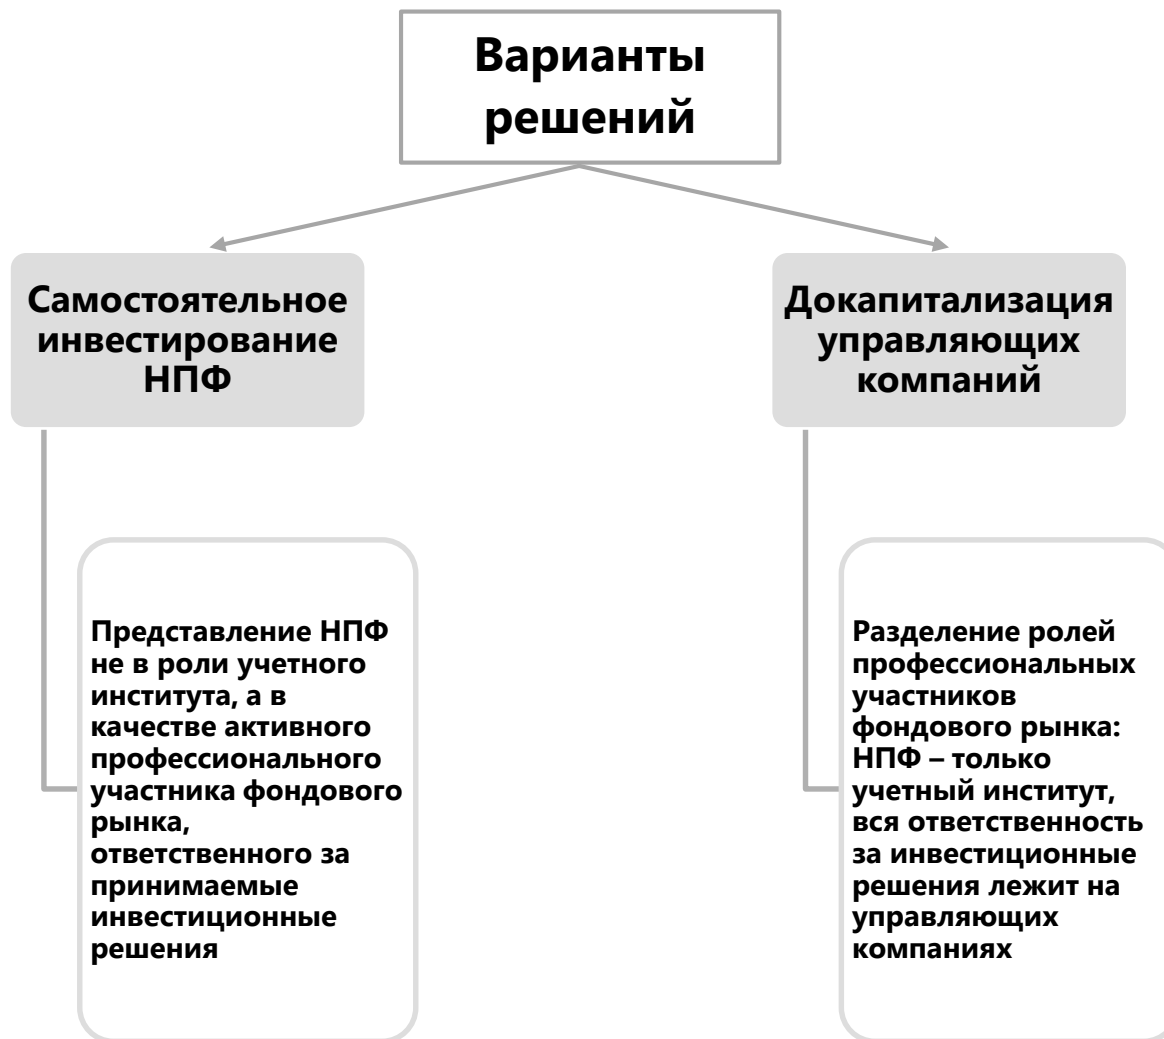 Варианты
решений
Самостоятельное
инвестирование
НПФ
Докапитализация
управляющих
компаний
Представление НПФ
не в роли учетного
института, а в
качестве активного
профессионального
участника фондового
рынка,
ответственного за
принимаемые
инвестиционные
решения
Разделение ролей
профессиональных
участников
фондового рынка:
НПФ – только
учетный институт,
вся ответственность
за инвестиционные
решения лежит на
управляющих
компаниях